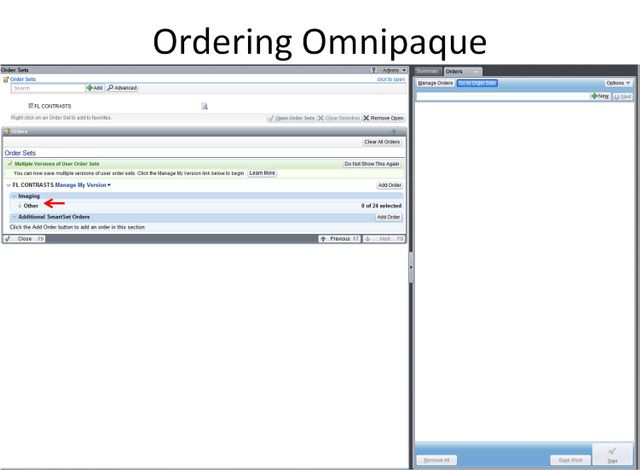 Ordering Omnipaque
Order Sets
? Actions
Order Sets
click to open
Search
Add
Advanced
FL CONTRASTS
Right click on an Order Set to add to favorites.
Open Order Sets
Clear Selection
Remove Open
Orders
Clear All Orders
Order Sets
Multiple Versions of User Order Sets
Do Not Show This Again
You can now save multiple versions of user order sets. Click the Manage My Version link below to begin.
Learn More
FL CONTRASTS Manage My Version
Add Order
Imaging
Other
0 of 24 selected
Additional SmartSet Orders
Add Order
Click the Add Order button to add an order in this section
Close F9
Previous F7
Next F8
Summary
Orders
Manage Orders
Go to Order Sets
Options
New
Next
Remove All
Save Work
Sign